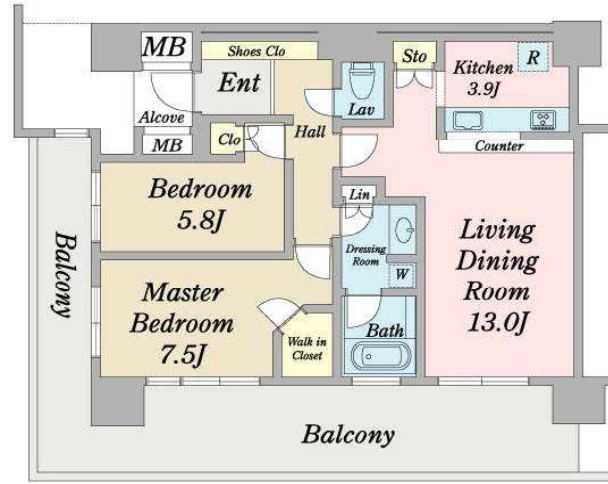 MB
Shoes Clo
Sto
Kitchen
3.9J
R
Ent
Lav
Alcove
Clo
Hall
MB
Counter
Bedroom
5.8J
Lin
Balcony
Dressing
Room
Living
Dining
Room
13.0J
W
Master
Bedroom
7.5J
Walk in
Closet
Bath
Balcony